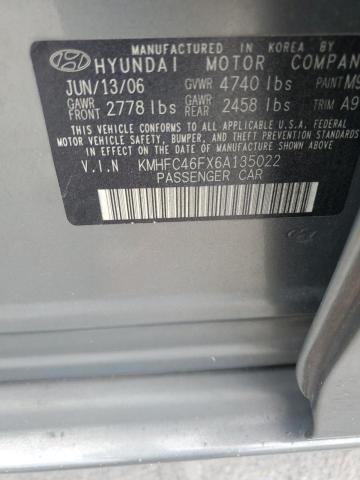 MANUFACTURED IN KOREA BY
HYUNDAI MOTOR COMPAN
JUN/13/06 GVWR 4740 lbs PAINT MS
GAWR FRONT 2778 lbs GAWR REAR 2458 lbs TRIM A9
THIS VEHICLE CONFORMS TO ALL APPLICABLE U.S.A. FEDERAL
MOTOR VEHICLE SAFETY, BUMPER, AND THEFT PREVENTION
STANDARDS IN EFFECT ON THE DATE OF MANUFACTURE
SHOWN ABOVE.
V.I.N KMHFC46FX6A135022
PASSENGER CAR